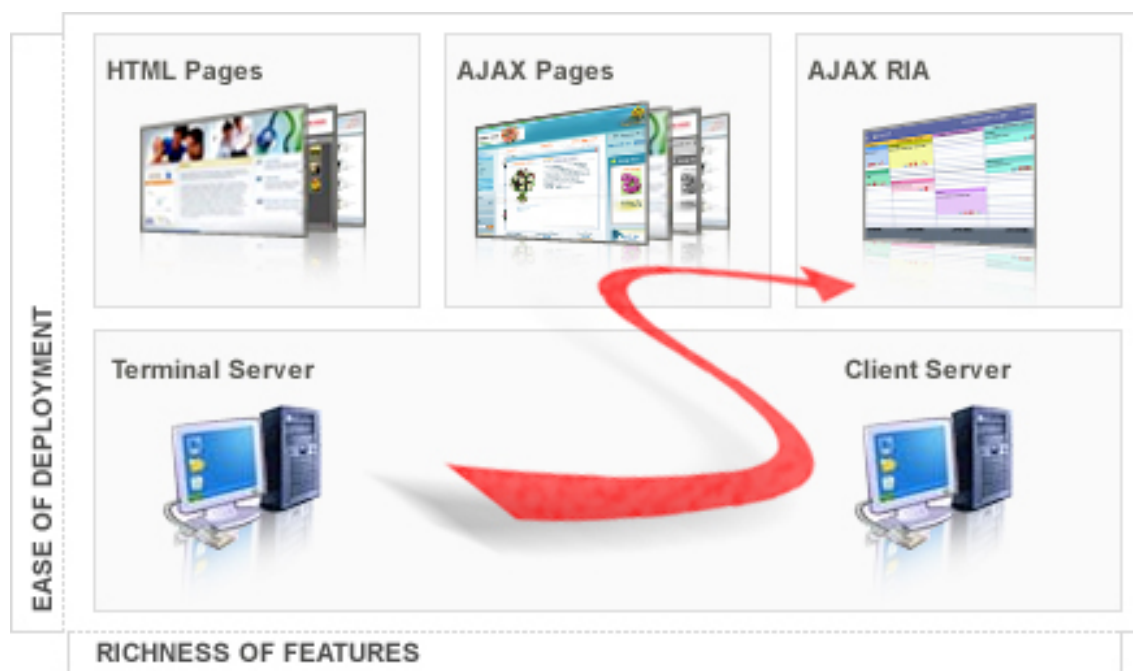 HTML Pages
AJAX Pages
AJAX RIA
Terminal Server
Client Server
EASE OF DEPLOYMENT
RICHNESS OF FEATURES